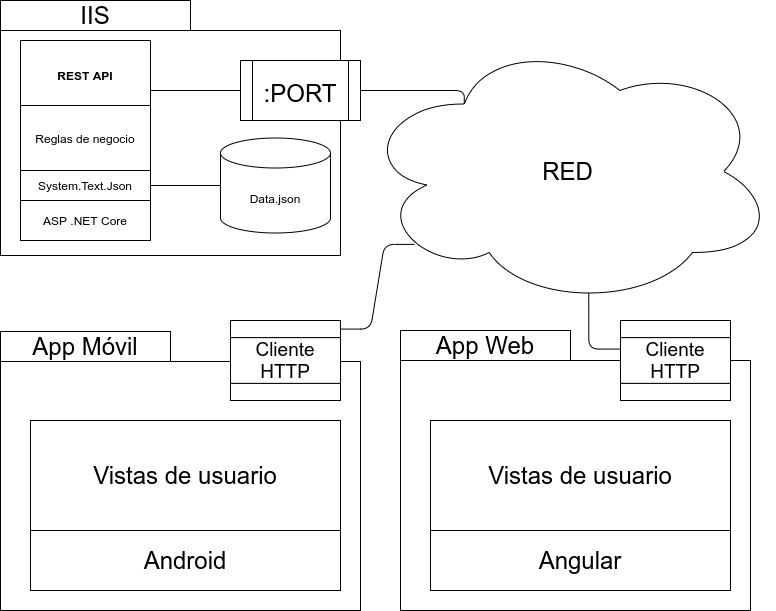 IIS
REST API
:PORT
Reglas de negocio
System.Text.Json
Data.json
ASP .NET Core
RED
App Móvil
Cliente
HTTP
Vistas de usuario
Android
App Web
Cliente
HTTP
Vistas de usuario
Angular